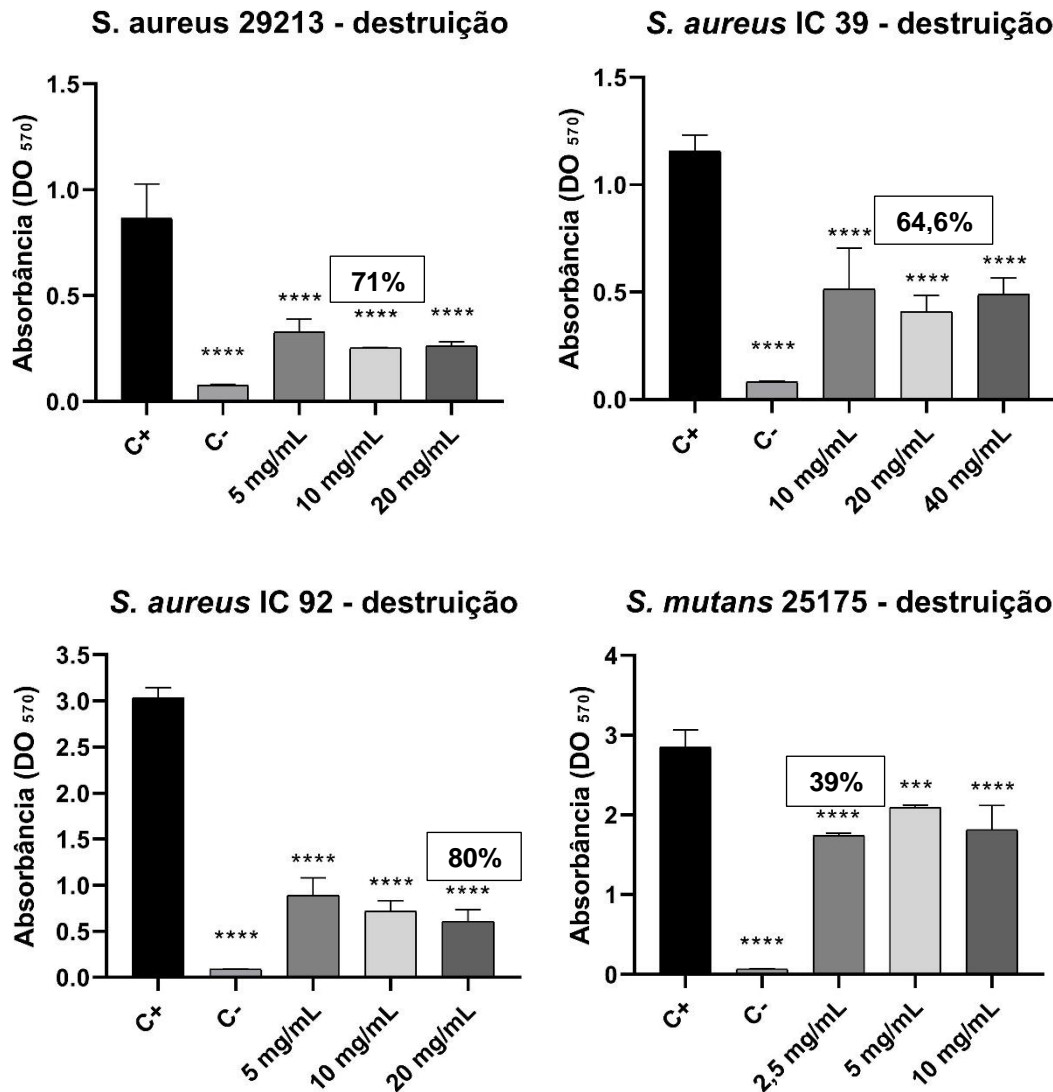 S. aureus 29213 - destruição
Absorbância (DO 570)
1.5
1.0
0.5
0.0
71%
****
****
****
****
C+
C-
5 mg/mL
10 mg/mL
20 mg/mL
S. aureus IC 39 - destruição
Absorbância (DO 570)
1.5
1.0
0.5
0.0
64,6%
****
****
****
****
C+
C-
10 mg/mL
20 mg/mL
40 mg/mL
S. aureus IC 92 - destruição
Absorbância (DO 570)
3.5
3.0
2.5
2.0
1.5
1.0
0.5
0.0
80%
****
****
****
****
C+
C-
5 mg/mL
10 mg/mL
20 mg/mL
S. mutans 25175 - destruição
Absorbância (DO 570)
4
3
2
1
0
39%
****
****
***
****
C+
C-
2,5 mg/mL
5 mg/mL
10 mg/mL